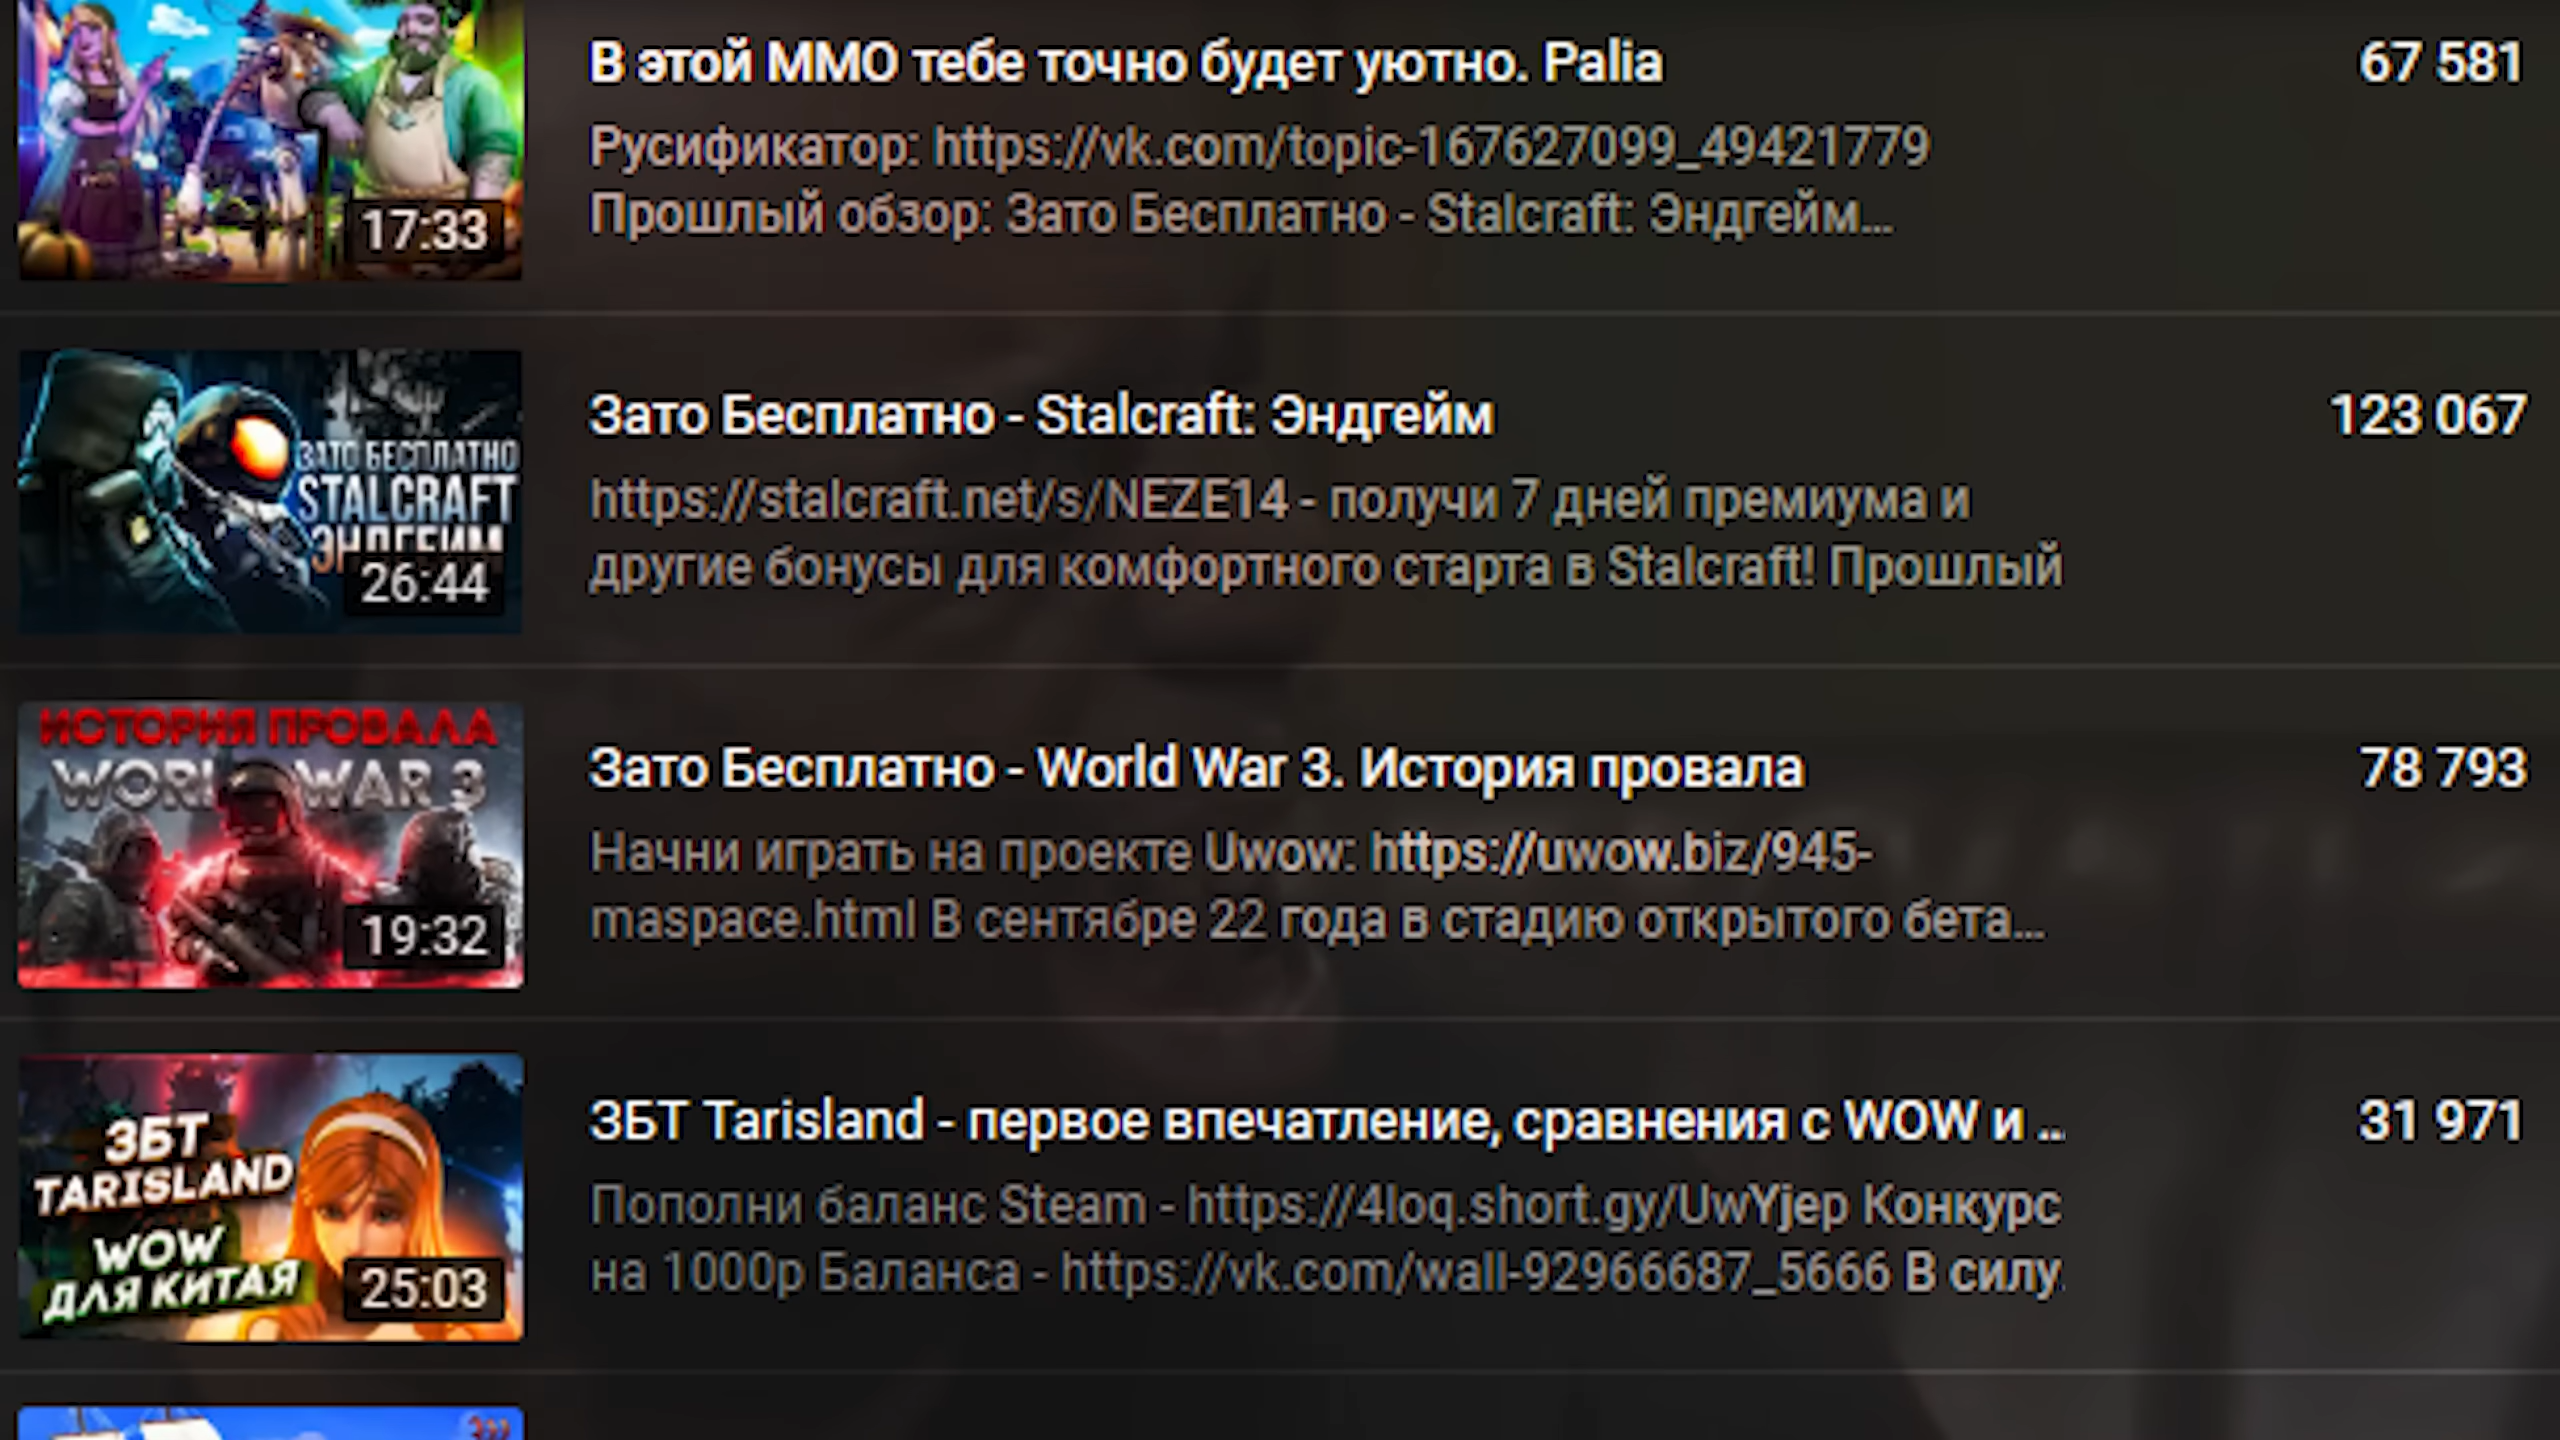 В этой ММО тебе точно будет уютно. Palia
67 581
Русификатор: https://vk.com/topic-167627099_49421779
Прошлый обзор: Зато Бесплатно - Stalcraft: Эндгейм...
17:33
Зато Бесплатно - Stalcraft: Эндгейм
123 067
ЗАТО БЕСПЛАТНО
STALCRAFT
ЭНДГЕЙМ
https://stalcraft.net/s/NEZE14 - получи 7 дней премиума и
другие бонусы для комфортного старта в Stalcraft! Прошлый
26:44
ИСТОРИЯ ПРОВАЛА
WORLD WAR 3
Зато Бесплатно - World War 3. История провала
78 793
Начни играть на проекте Uwow: https://uwow.biz/945-
maspace.html В сентябре 22 года в стадию открытого бета...
19:32
ЗБТ Tarisland - первое впечатление, сравнения с WOW и ...
31 971
ЗБТ
TARISLAND
WOW
ДЛЯ КИТАЯ
Пополни баланс Steam - https://4loq.short.gy/UwYjep Конкурс
на 1000р Баланса - https://vk.com/wall-92966687_5666 В силу
25:03